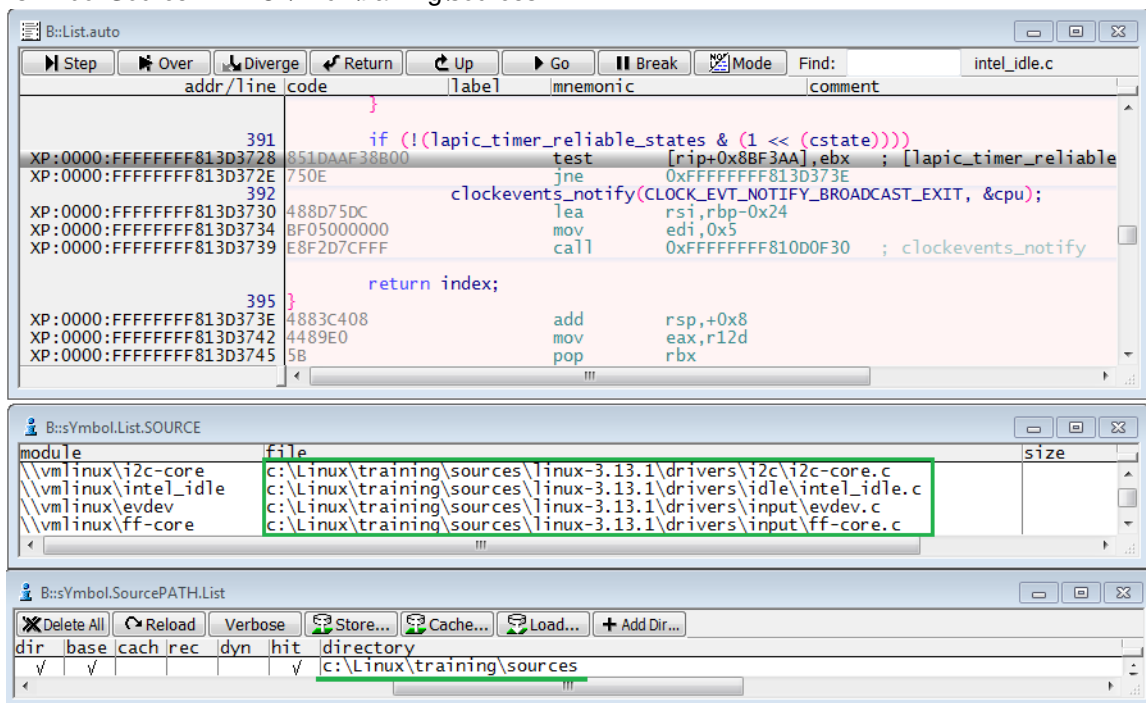 B::List.auto
Step Over Diverge Return Up Go Break Mode Find: intel_idle.c
addr/line code label mnemonic comment
}
391 if (!(lapic_timer_reliable_states & (1 << (cstate))))
XP:0000:FFFFFFFF813D3728 851DAAF38B00 test [rip+0x8BF3AA],ebx ; [lapic_timer_reliable
XP:0000:FFFFFFFF813D372E 750E jne 0xFFFFFFFF813D373E
392 clockevents_notify(CLOCK_EVT_NOTIFY_BROADCAST_EXIT, &cpu);
XP:0000:FFFFFFFF813D3730 488D75DC lea rsi,rbp-0x24
XP:0000:FFFFFFFF813D3734 BF05000000 mov edi,0x5
XP:0000:FFFFFFFF813D3739 E8F2D7CFFF call 0xFFFFFFFF810D0F30 ; clockevents_notify
return index;
395 }
XP:0000:FFFFFFFF813D373E 4883C408 add rsp,+0x8
XP:0000:FFFFFFFF813D3742 4489E0 mov eax,r12d
XP:0000:FFFFFFFF813D3745 5B pop rbx
B::sYmbol.List.SOURCE
module file size
\\vmlinux\i2c-core c:\Linux\training\sources\linux-3.13.1\drivers\i2c\i2c-core.c
\\vmlinux\intel_idle c:\Linux\training\sources\linux-3.13.1\drivers\idle\intel_idle.c
\\vmlinux\evdev c:\Linux\training\sources\linux-3.13.1\drivers\input\evdev.c
\\vmlinux\ff-core c:\Linux\training\sources\linux-3.13.1\drivers\input\ff-core.c
B::sYmbol.SourcePATH.List
Delete All Reload Verbose Store... Cache... Load... Add Dir...
dir base cach rec dyn hit directory
√ √ √ c:\Linux\training\sources